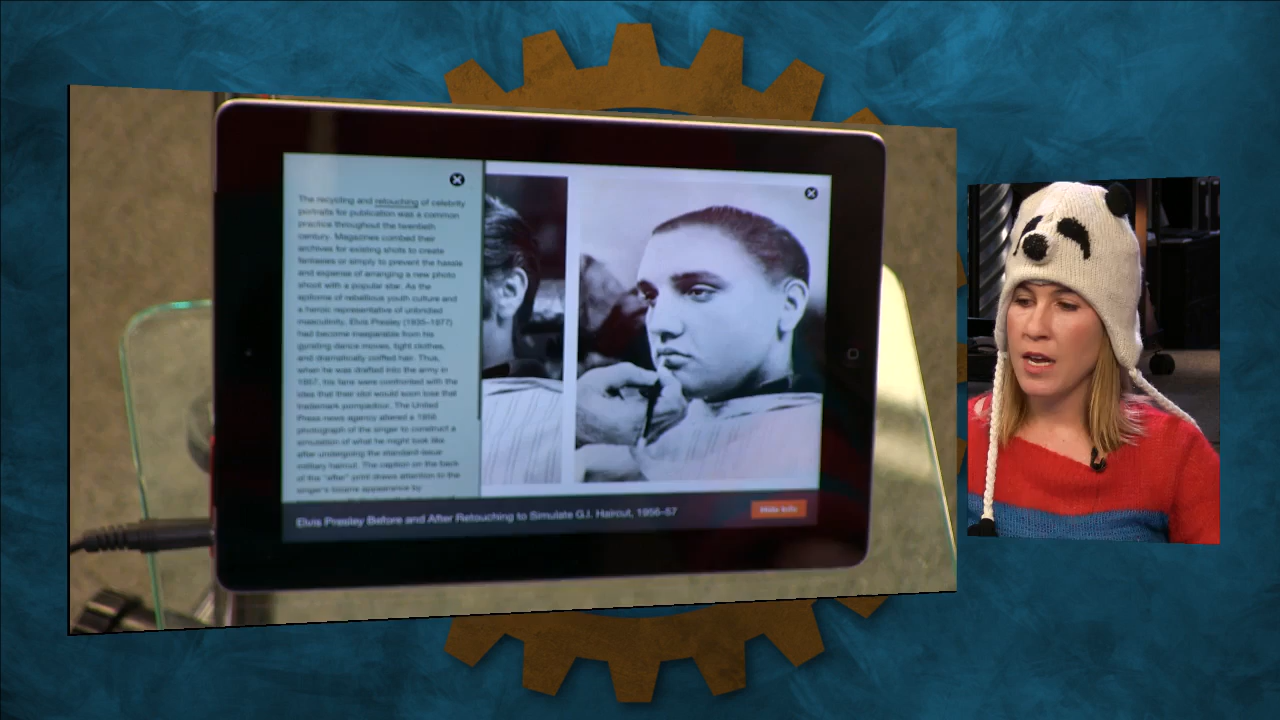 The recycling and retouching of celebrity
portraits for publication was a common
practice throughout the twentieth
century. Magazines combed their
archives for existing shots to create
fantasies or simply to prevent the hassle
and expense of arranging a new photo
shoot with a popular star. As the
epitome of rebellious youth culture and
a heroic representative of unbridled
masculinity, Elvis Presley (1935–1977)
had become inseparable from his
gyrating dance moves, tight clothes,
and dramatically coiffed hair. Thus,
when he was drafted into the army in
1957, his fans were confronted with the
idea that their idol would soon lose that
trademark pompadour. The United
Press news agency altered a 1956
photograph of the singer to construct a
simulation of what he might look like
after undergoing the standard-issue
military haircut. The caption on the back
of the "after" print draws attention to the
singer's bizarre appearance by
Elvis Presley Before and After Retouching to Simulate G.I. Haircut, 1956–57
Hide Info